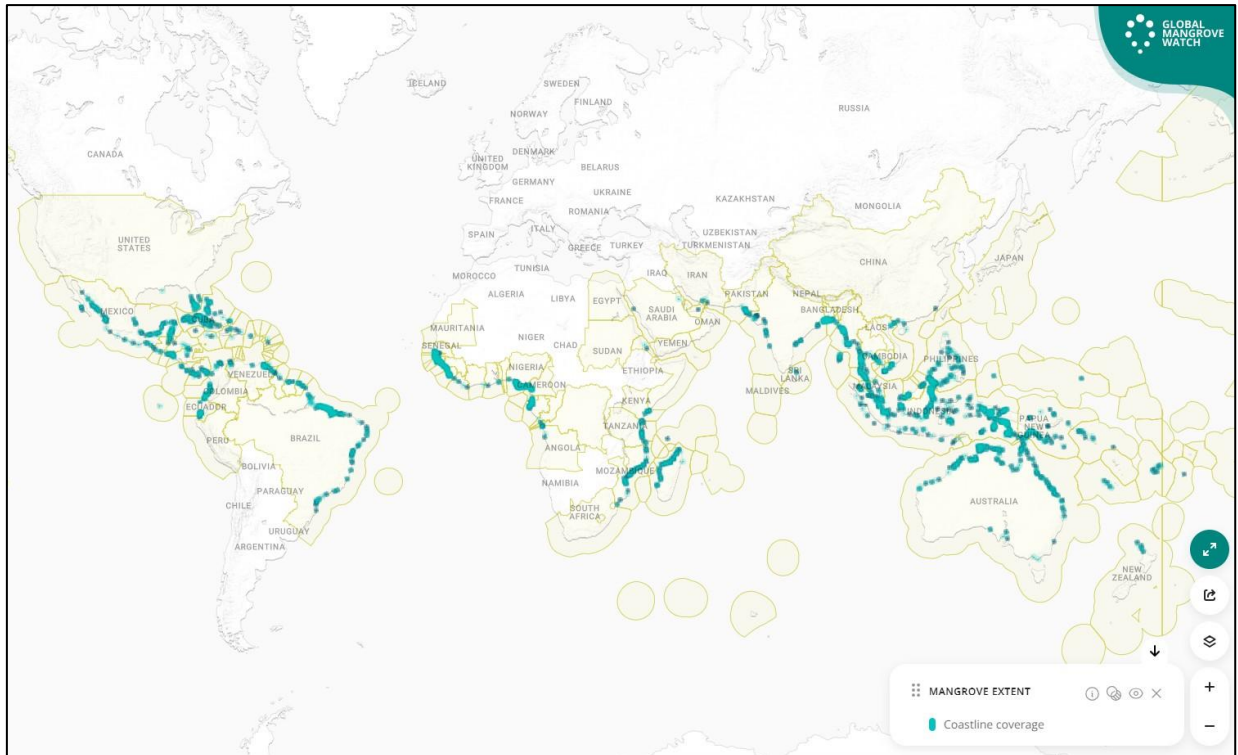 GLOBAL
MANGROVE
WATCH
ICELAND
SWEDEN
FINLAND
NORWAY
RUSSIA
CANADA
DENMARK
UNITED
KINGDOM
BELARUS
GERMANY
UKRAINE
FRANCE
KAZAKHSTAN
MONGOLIA
ROMANIA
ITALY
SPAIN
UZBEKISTAN
GREECE
TURKEY
TURKMENISTAN
UNITED
STATES
CHINA
JAPAN
TUNISIA
MOROCCO
IRAQ
IRAN
ALGERIA
LIBYA
EGYPT
PAKISTAN
NEPAL
MEXICO
SAUDI
ARABIA
BANGLADESH
OMAN
CUBA
MAURITANIA
LAOS
NIGER
CHAD
SUDAN
YEMEN
SENEGAL
CAMBODIA
PHILIPPINES
NIGERIA
ETHIOPIA
VENEZUELA
SRI
LANKA
CAMEROON
MALDIVES
MALAYSIA
COLOMBIA
KENYA
ECUADOR
INDONESIA
PAPUA
NEW
GUINEA
TANZANIA
PERU
BRAZIL
ANGOLA
BOLIVIA
MOZAMBIQUE
NAMIBIA
PARAGUAY
AUSTRALIA
CHILE
SOUTH
AFRICA
URUGUAY
ARGENTINA
NEW
ZEALAND
MANGROVE EXTENT
Coastline coverage